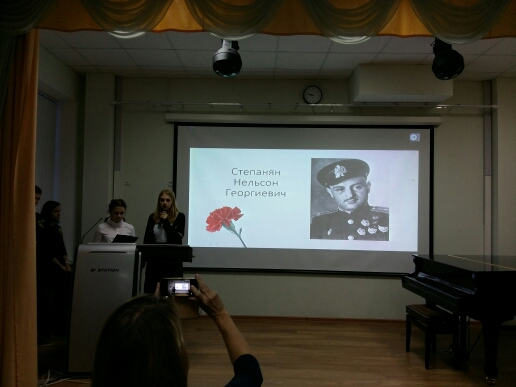 Степанян
Нельсон
Георгиевич